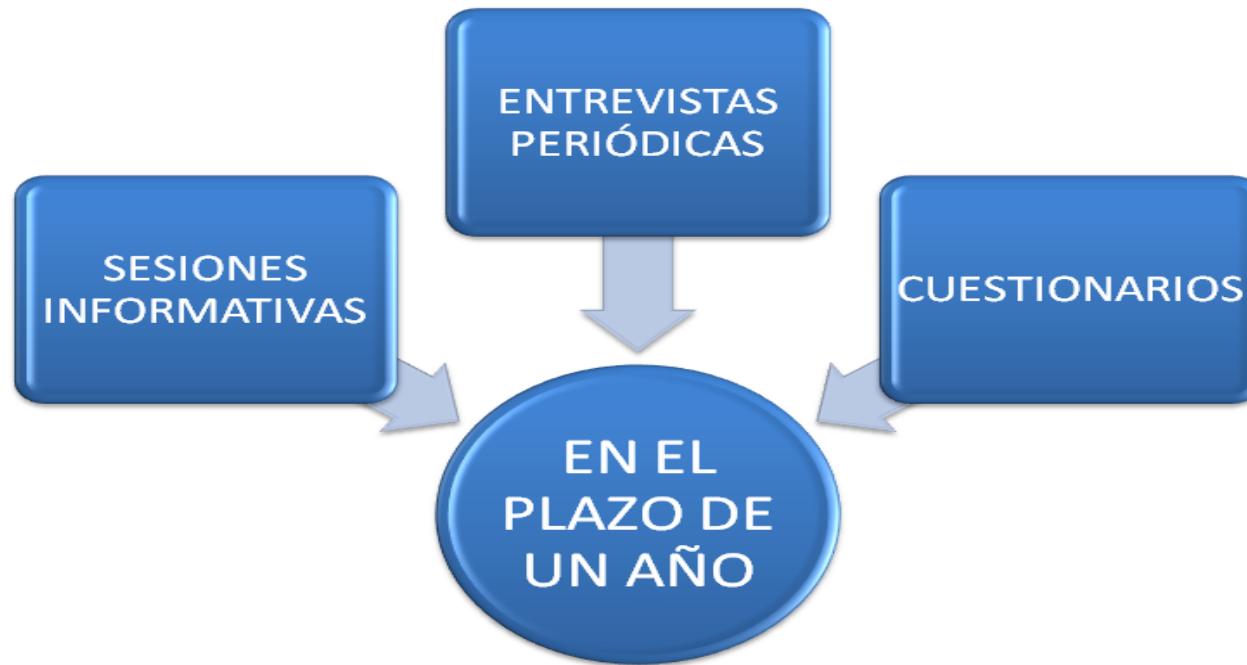 ENTREVISTAS
PERIÓDICAS
SESIONES
INFORMATIVAS
CUESTIONARIOS
EN EL
PLAZO DE
UN AÑO